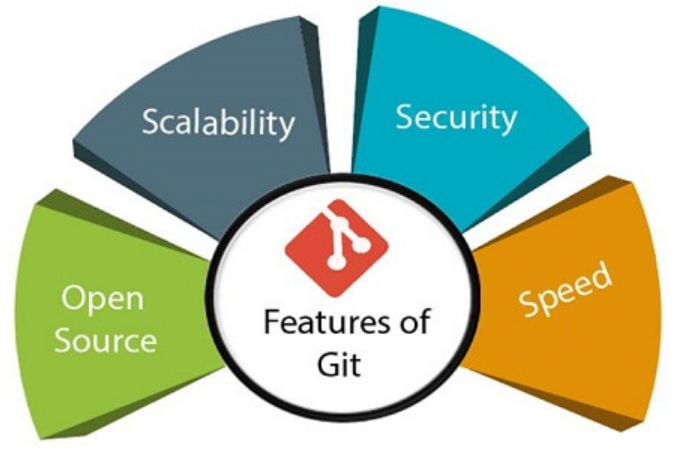 Scalability
Security
Open
Source
Speed
Features of
Git